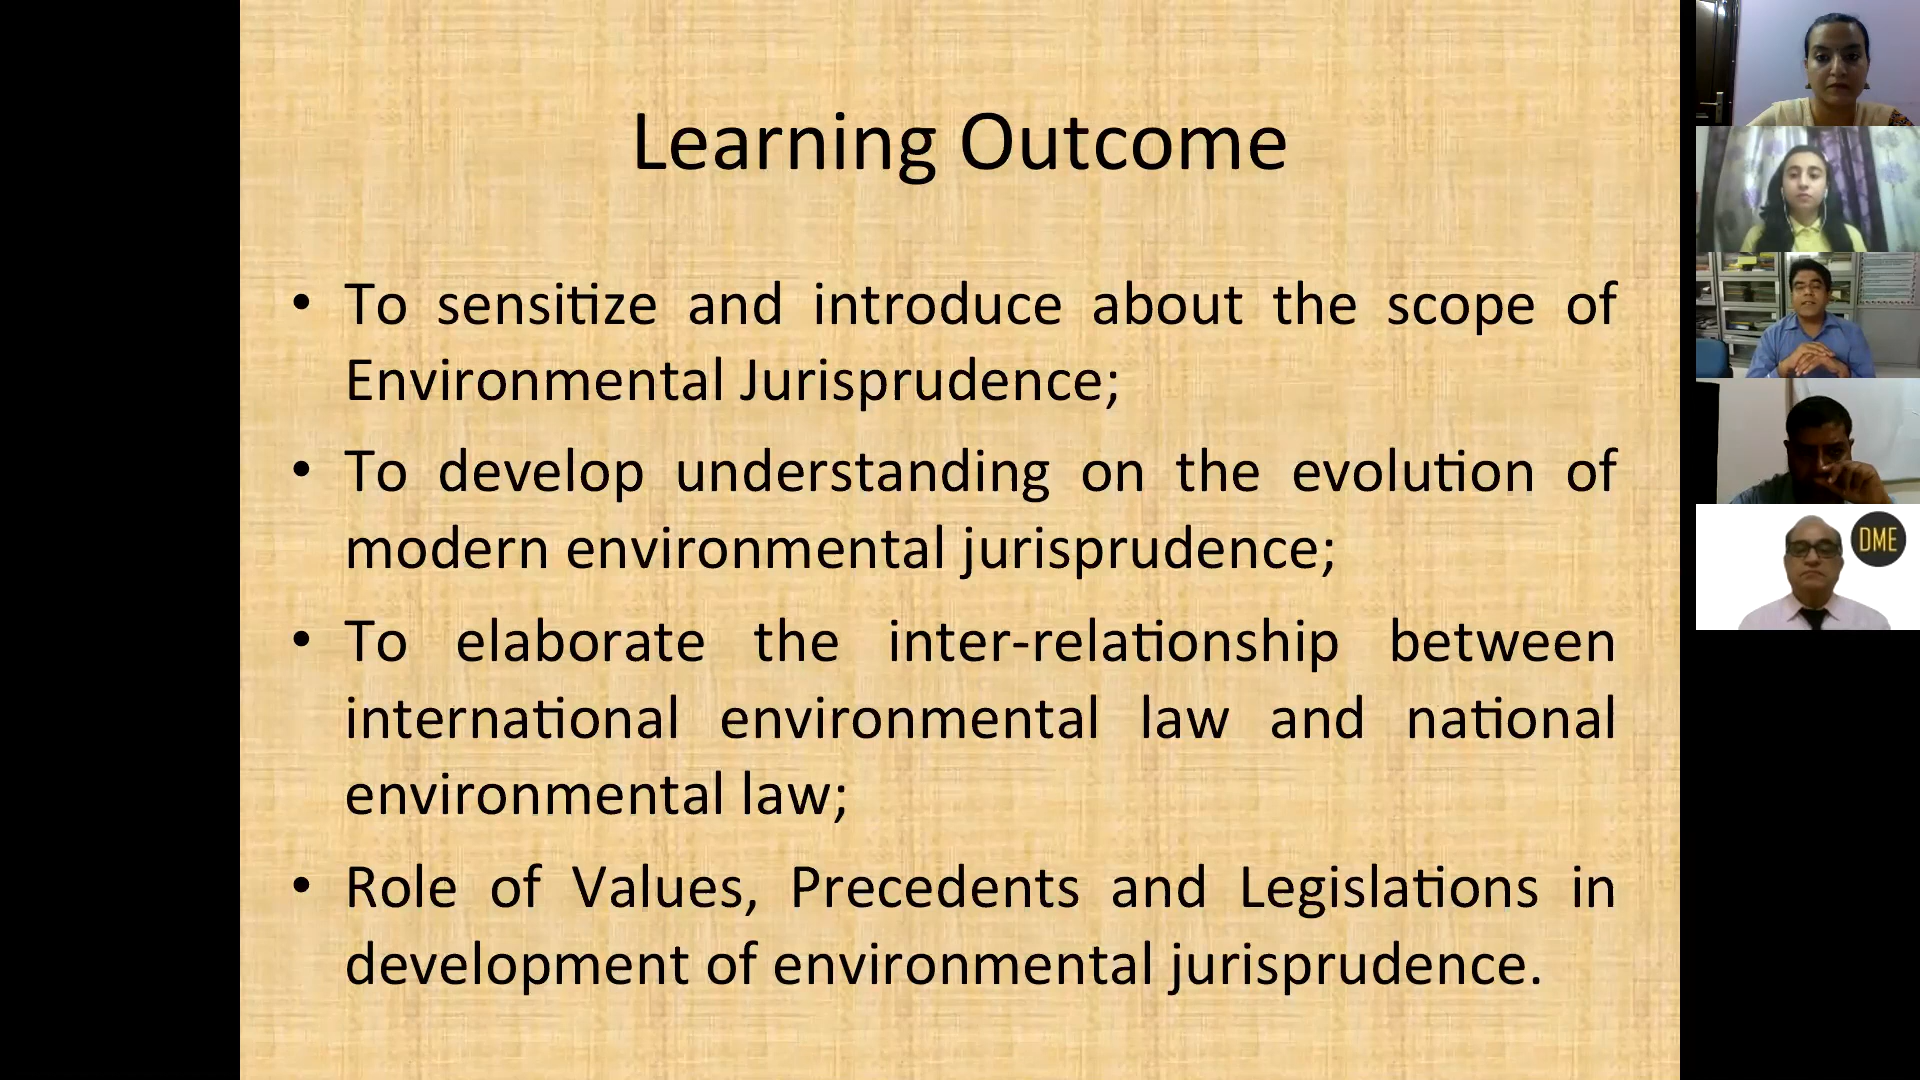 Learning Outcome
• To sensitize and introduce about the scope of
Environmental Jurisprudence;
• To develop understanding on the evolution of
modern environmental jurisprudence;
• To elaborate the inter-relationship between
international environmental law and national
environmental law;
• Role of Values, Precedents and Legislations in
development of environmental jurisprudence.
DME